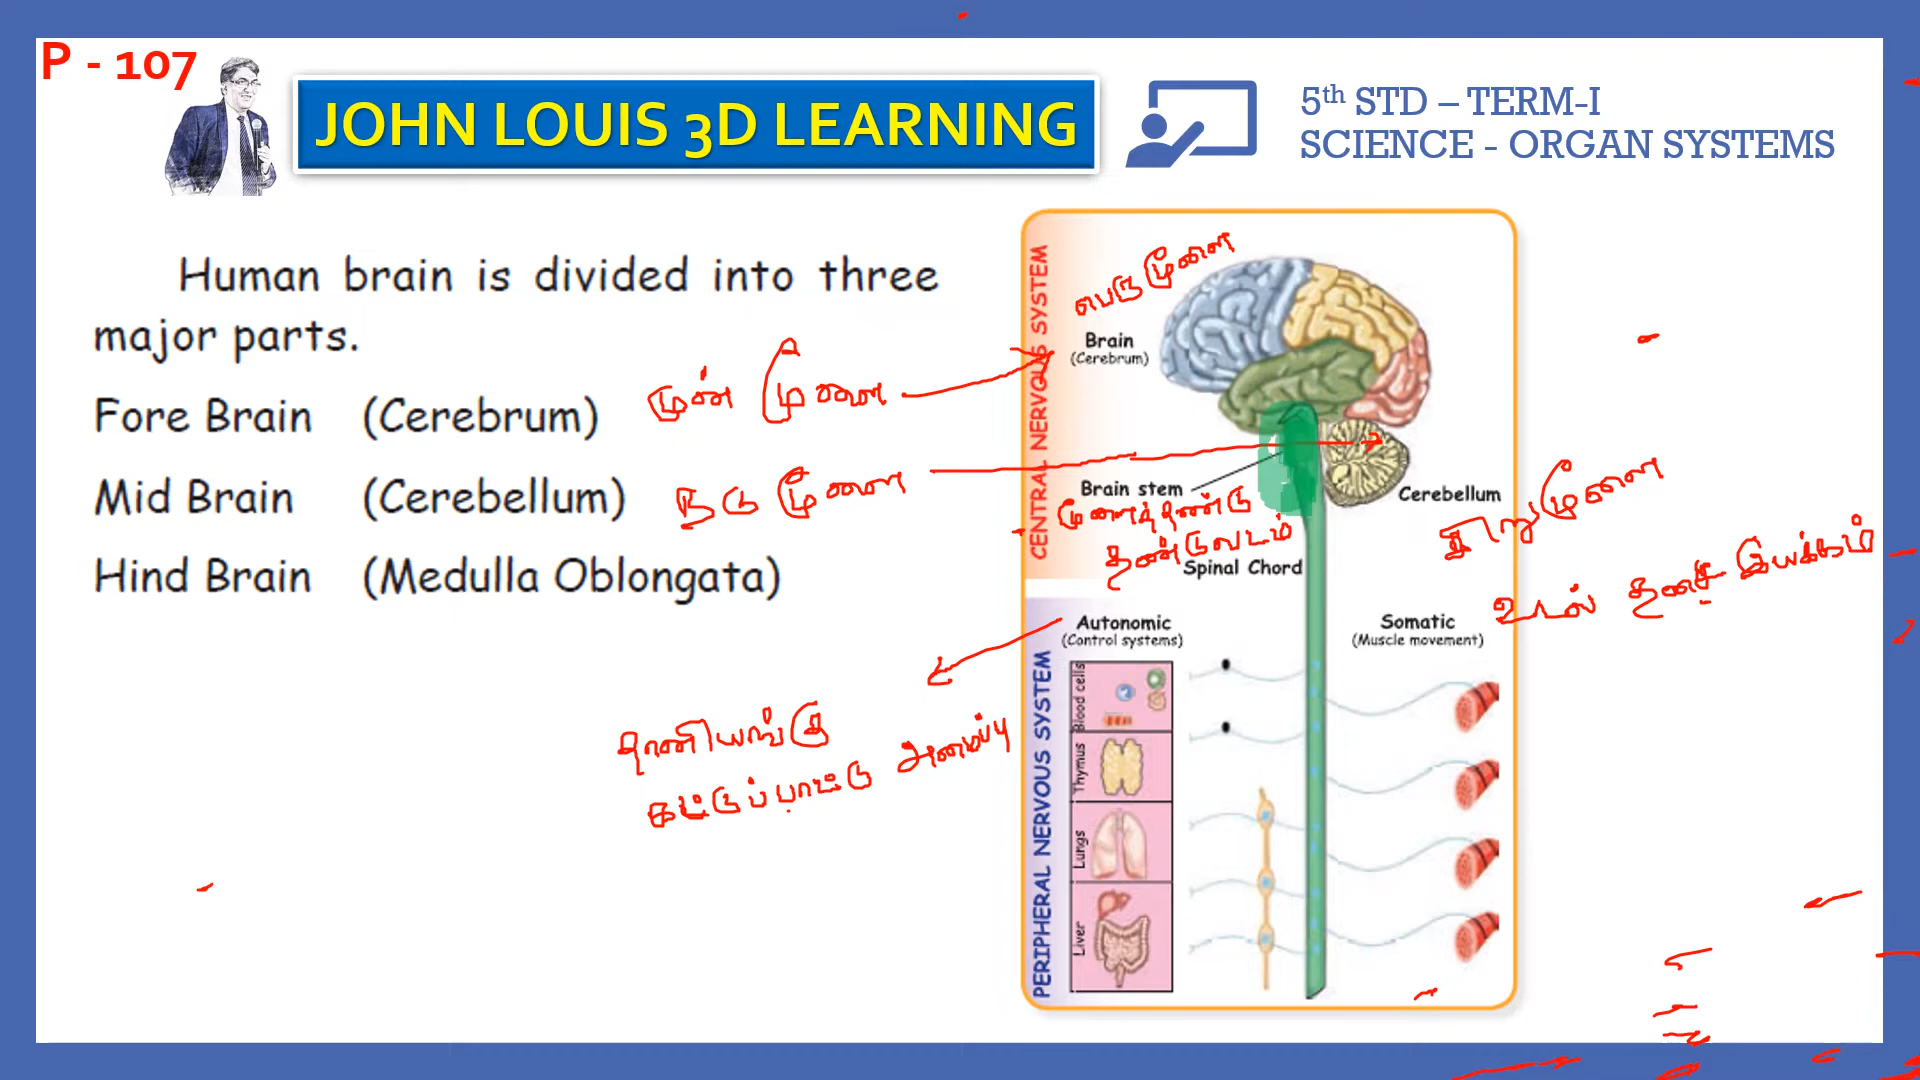 P - 107
JOHN LOUIS 3D LEARNING
5th STD – TERM-I
SCIENCE - ORGAN SYSTEMS
Human brain is divided into three
major parts.
Fore Brain (Cerebrum) முன் மூளை
Mid Brain (Cerebellum) நடு மூளை
Hind Brain (Medulla Oblongata)
CENTRAL NERVOUS SYSTEM
பெருமூளை
Brain
(Cerebrum)
Brain stem
மூளைத்தண்டு
Cerebellum
சிறுமூளை
தண்டுவடம்
Spinal Chord
PERIPHERAL NERVOUS SYSTEM
Autonomic
(Control systems)
தானியங்கு
கட்டுப்பாட்டு அமைப்பு
Somatic
(Muscle movement)
உடல் தசை இயக்கம்
Blood cells
Thymus
Lungs
Liver